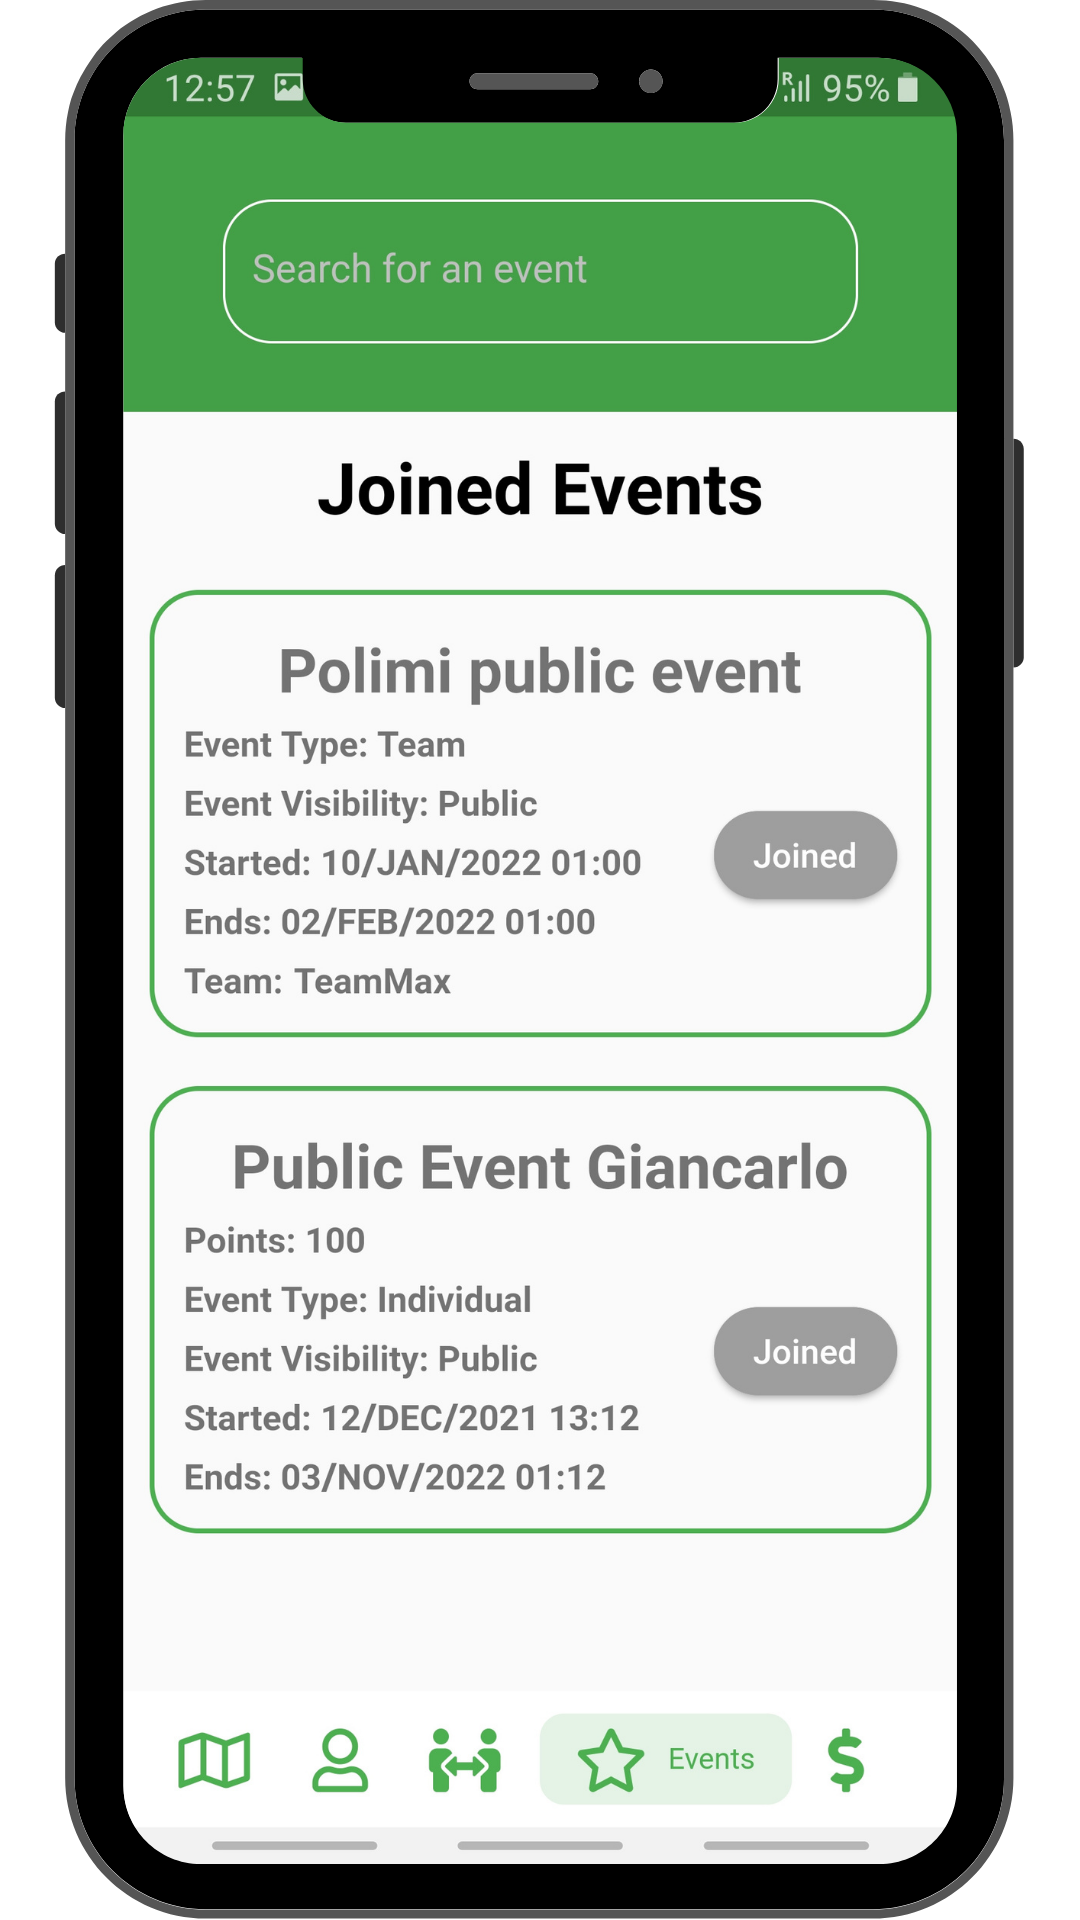 12:57
R 95%
Search for an event
Joined Events
Polimi public event
Event Type: Team
Event Visibility: Public
Started: 10/JAN/2022 01:00
Joined
Ends: 02/FEB/2022 01:00
Team: TeamMax
Public Event Giancarlo
Points: 100
Event Type: Individual
Event Visibility: Public
Joined
Started: 12/DEC/2021 13:12
Ends: 03/NOV/2022 01:12
Events